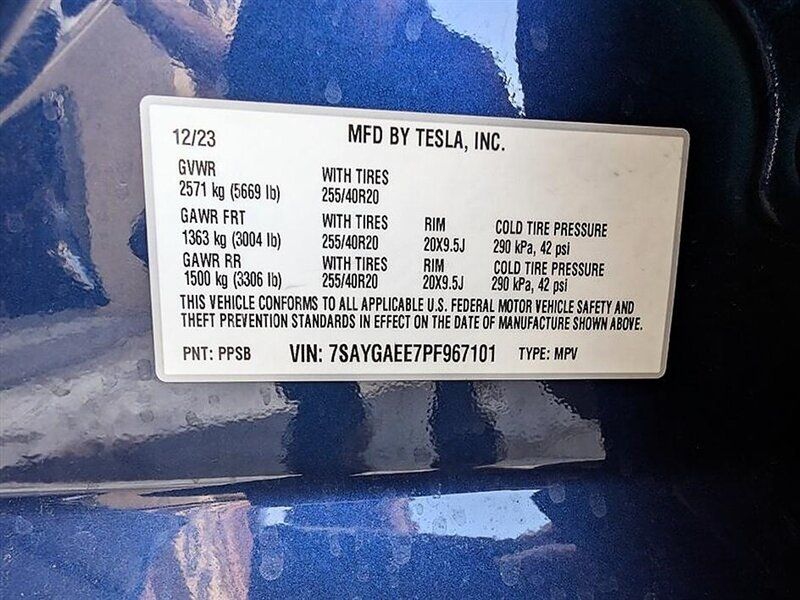 12/23 MFD BY TESLA, INC.
GVWR WITH TIRES
2571 kg (5669 lb) 255/40R20
GAWR FRT WITH TIRES RIM COLD TIRE PRESSURE
1363 kg (3004 lb) 255/40R20 20X9.5J 290 kPa, 42 psi
GAWR RR WITH TIRES RIM COLD TIRE PRESSURE
1500 kg (3306 lb) 255/40R20 20X9.5J 290 kPa, 42 psi
THIS VEHICLE CONFORMS TO ALL APPLICABLE U.S. FEDERAL MOTOR VEHICLE SAFETY AND
THEFT PREVENTION STANDARDS IN EFFECT ON THE DATE OF MANUFACTURE SHOWN ABOVE.
PNT: PPSB VIN: 7SAYGAEE7PF967101 TYPE: MPV